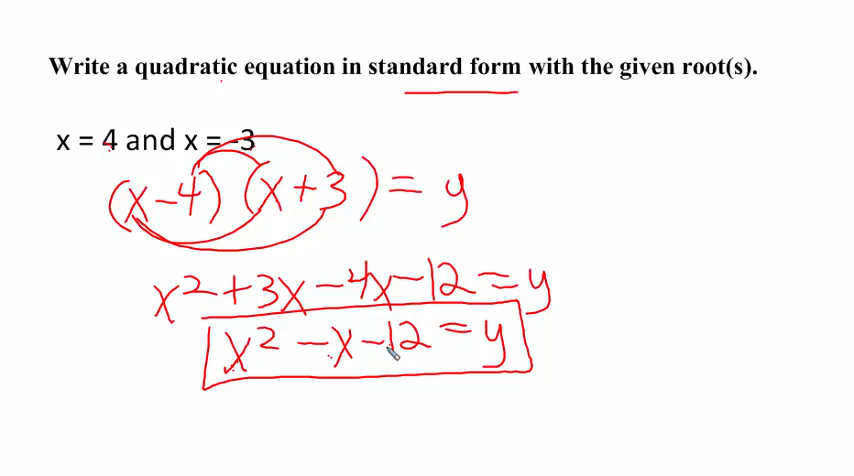 Write a quadratic equation in standard form with the given root(s).
x = 4 and x = -3
(x-4)(x+3)=y
x²+3x-4x-12=y
x²-x-12=y